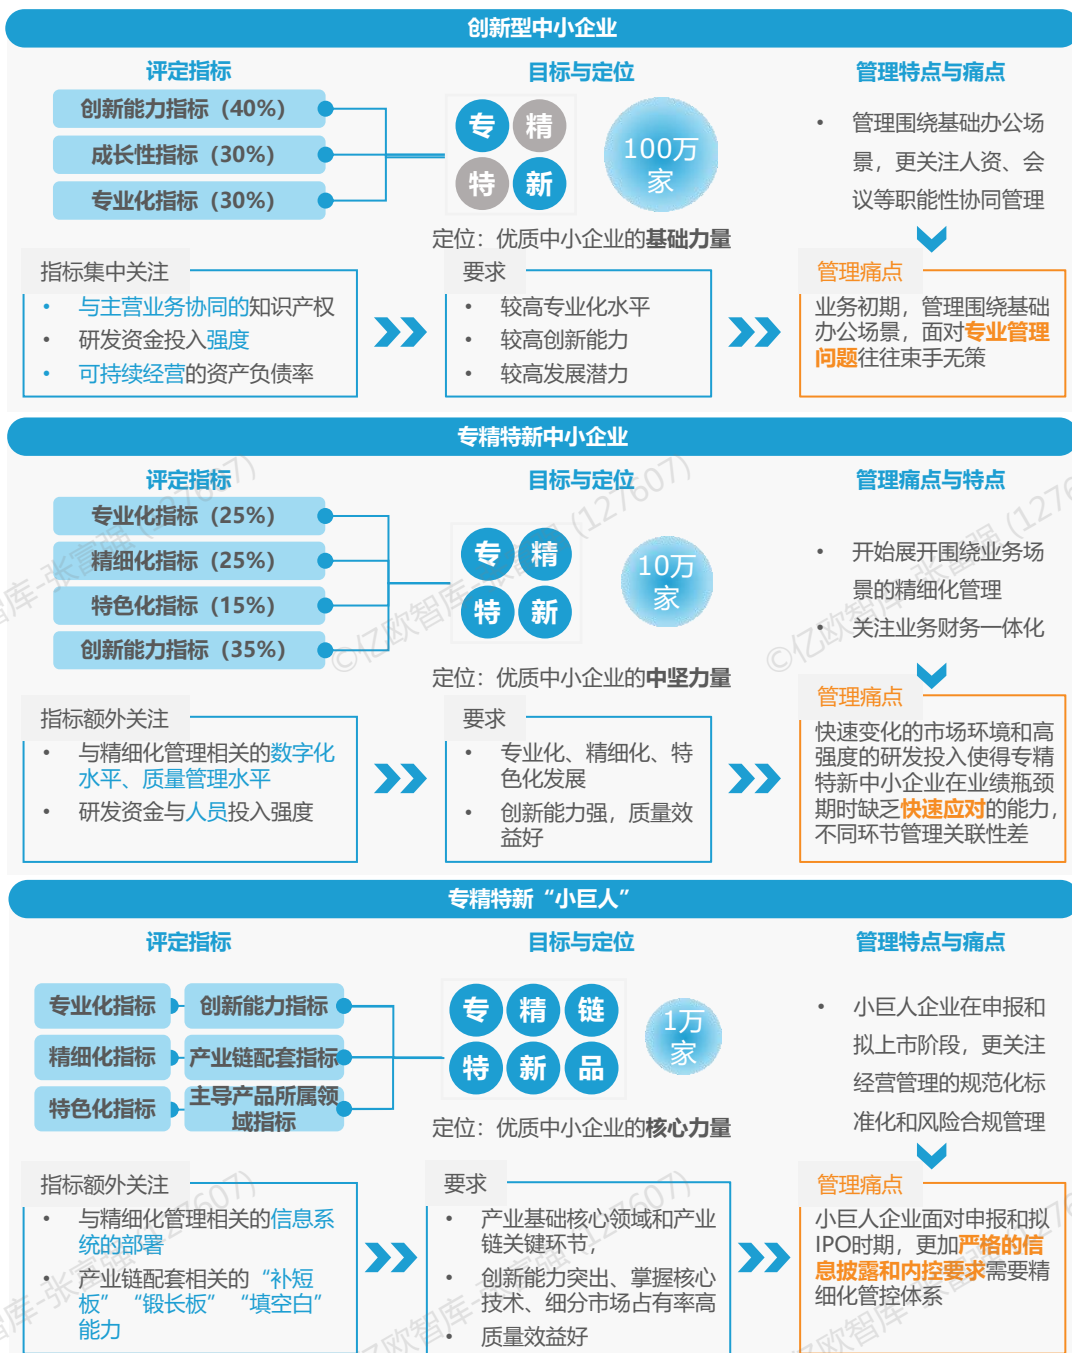 创新型中小企业
评定指标
目标与定位
管理特点与痛点
创新能力指标（40%）
成长性指标（30%）
专业化指标（30%）
专 精
特 新
100万
家
定位：优质中小企业的基础力量
• 管理围绕基础办公场
景，更关注人资、会
议等职能性协同管理
指标集中关注
• 与主营业务协同的知识产权
• 研发资金投入强度
• 可持续经营的资产负债率
要求
• 较高专业化水平
• 较高创新能力
• 较高发展潜力
管理痛点
业务初期，管理围绕基础
办公场景，面对专业管理
问题往往束手无策
专精特新中小企业
评定指标
目标与定位
管理痛点与特点
专业化指标（25%）
精细化指标（25%）
特色化指标（15%）
创新能力指标（35%）
专 精
特 新
10万
家
定位：优质中小企业的中坚力量
• 开始展开围绕业务场
景的精细化管理
• 关注业务财务一体化
指标额外关注
• 与精细化管理相关的数字化
水平、质量管理水平
• 研发资金与人员投入强度
要求
• 专业化、精细化、特
色化发展
• 创新能力强，质量效
益好
管理痛点
快速变化的市场环境和高
强度的研发投入使得专精
特新中小企业在业绩瓶颈
期时缺乏快速应对的能力，
不同环节管理关联性差
专精特新“小巨人”
评定指标
目标与定位
管理特点与痛点
专业化指标 创新能力指标
精细化指标 产业链配套指标
特色化指标 主导产品所属领
域指标
专 精 链
特 新 品
1万
家
定位：优质中小企业的核心力量
• 小巨人企业在申报和
拟上市阶段，更关注
经营管理的规范化标
准化和风险合规管理
指标额外关注
• 与精细化管理相关的信息系
统的部署
• 产业链配套相关的“补短
板”“锻长板”“填空白”
能力
要求
• 产业基础核心领域和产业
链关键环节，
• 创新能力突出、掌握核心
技术、细分市场占有率高
• 质量效益好
管理痛点
小巨人企业面对申报和拟
IPO时期，更加严格的信
息披露和内控要求需要精
细化管控体系
©亿欧智库-张富强 (127607)